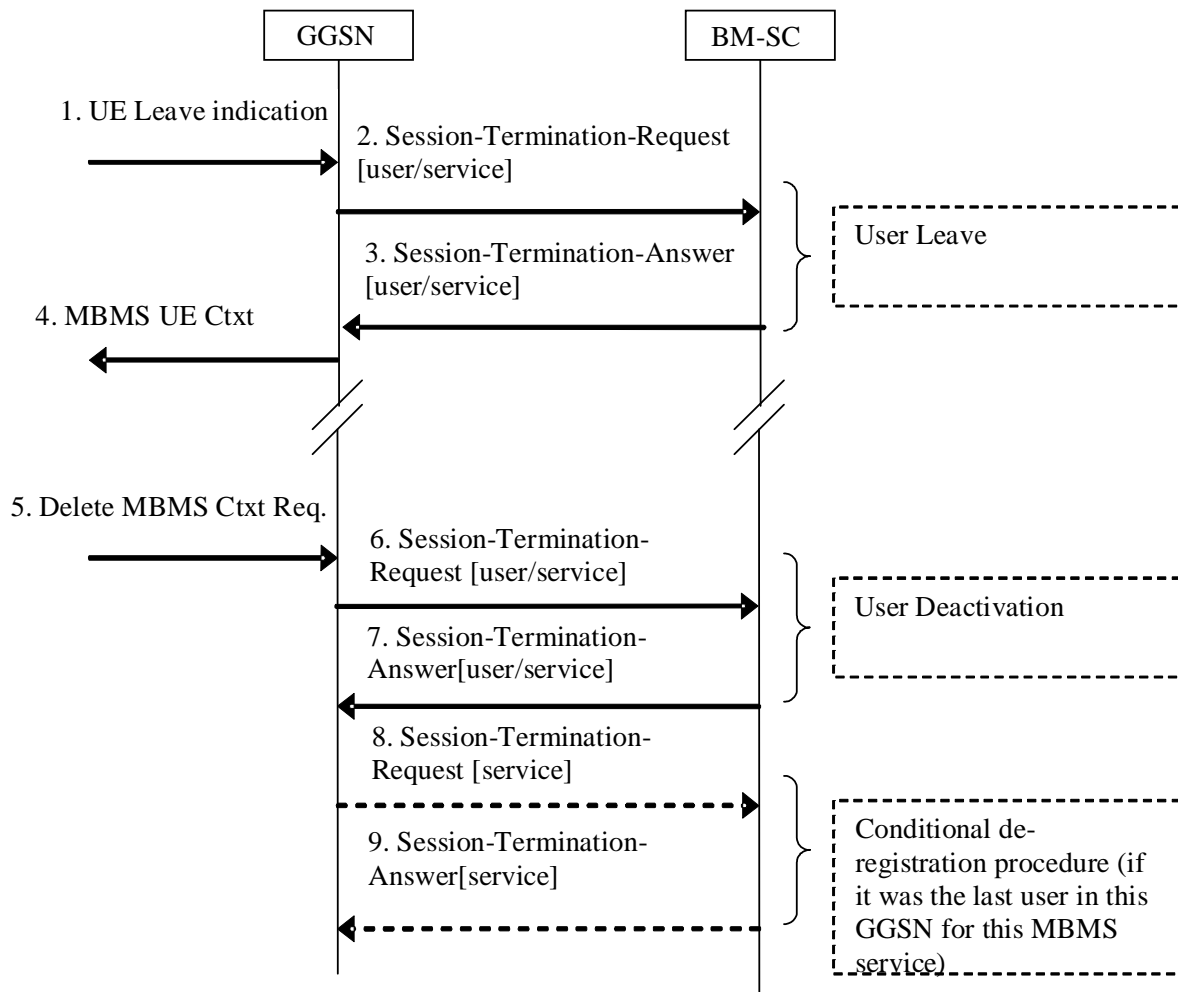 GGSN
BM-SC
1. UE Leave indication
2. Session-Termination-Request
[user/service]
3. Session-Termination-Answer
[user/service]
User Leave
4. MBMS UE Ctxt
5. Delete MBMS Ctxt Req.
6. Session-Termination-
Request [user/service]
User Deactivation
7. Session-Termination-
Answer[user/service]
8. Session-Termination-
Request [service]
9. Session-Termination-
Answer[service]
Conditional de-
registration procedure (if
it was the last user in this
GGSN for this MBMS
service)